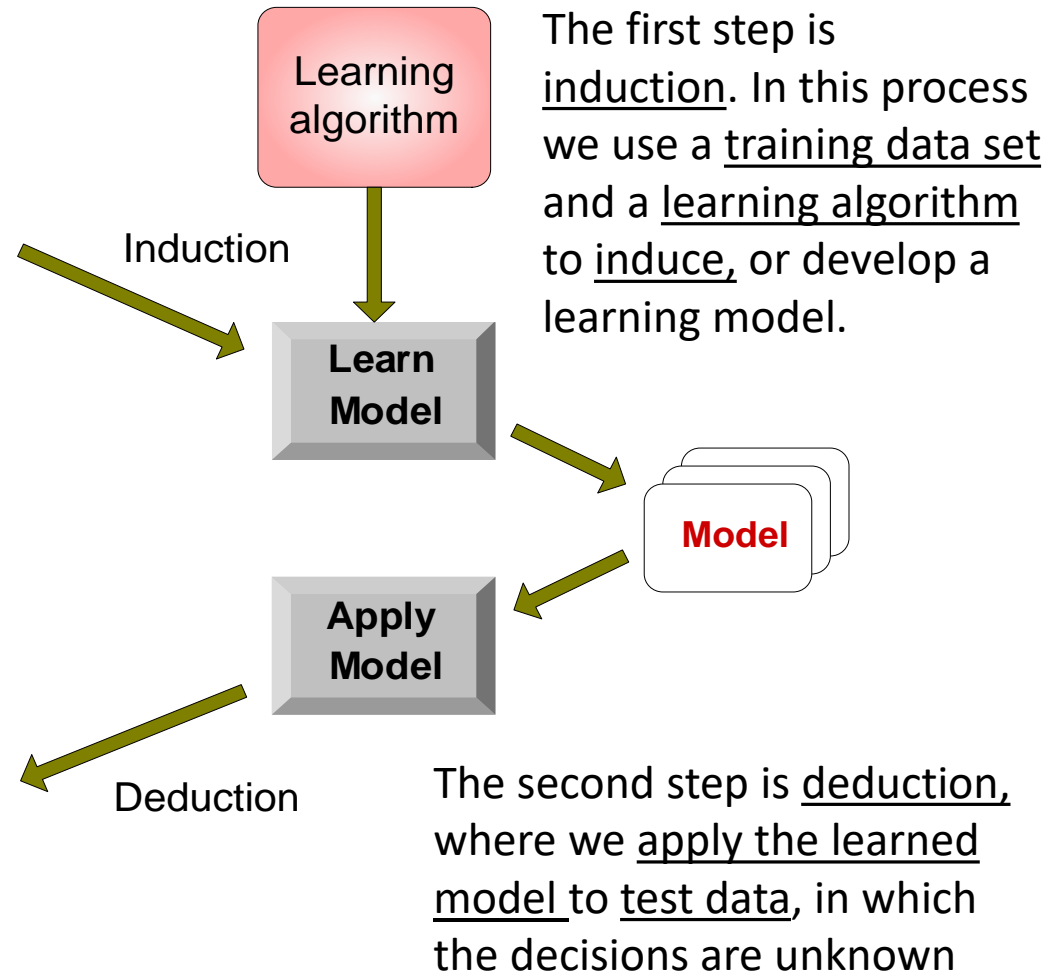 Learning
algorithm
The first step is
induction. In this process
we use a training data set
and a learning algorithm
to induce, or develop a
learning model.
Induction
Learn
Model
Model
Apply
Model
Deduction
The second step is deduction,
where we apply the learned
model to test data, in which
the decisions are unknown